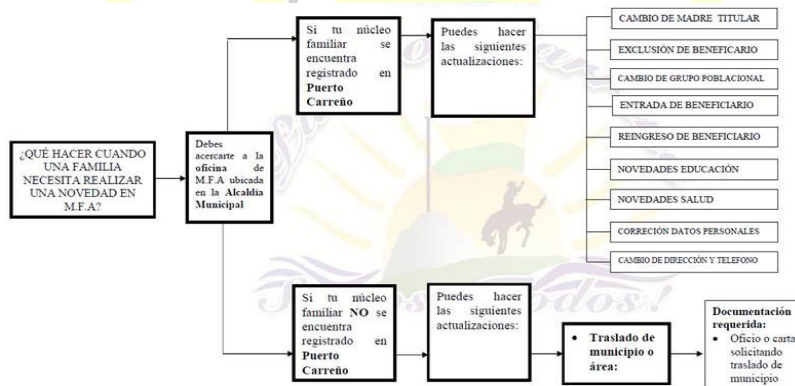 ¿QUÉ HACER CUANDO
UNA FAMILIA
NECESITA REALIZAR
UNA NOVEDAD EN
M.F.A?
Debes
acercarte a la
oficina de
M.F.A ubicada
en la Alcaldía
Municipal
Si tu núcleo
familiar se
encuentra
registrado en
Puerto
Carreño
Puedes hacer
las siguientes
actualizaciones:
CAMBIO DE MADRE TITULAR
EXCLUSIÓN DE BENEFICARIO
CAMBIO DE GRUPO POBLACIONAL
ENTRADA DE BENEFICIARIO
REINGRESO DE BENEFICIARIO
NOVEDADES EDUCACIÓN
NOVEDADES SALUD
CORRECIÓN DATOS PERSONALES
CAMBIO DE DIRECCIÓN Y TELEFONO
Si tu núcleo
familiar NO se
encuentra
registrado en
Puerto
Carreño
Puedes hacer
las siguientes
actualizaciones:
• Traslado de
municipio o
área:
Documentación
requerida:
• Oficio o carta
solicitando
traslado de
municipio